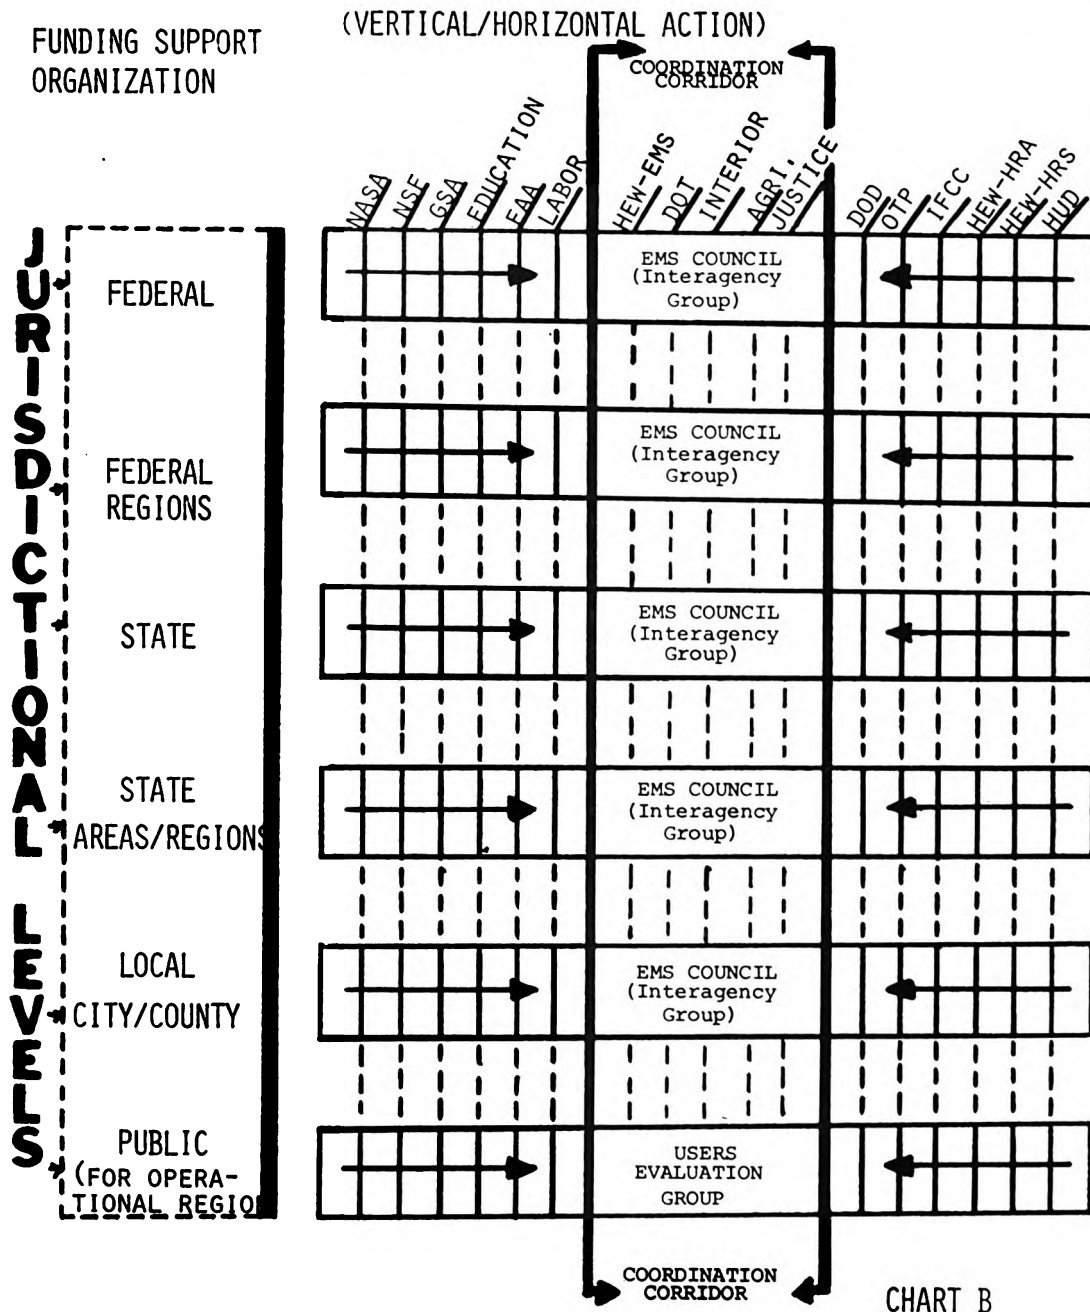 (VERTICAL/HORIZONTAL ACTION)
FUNDING SUPPORT
ORGANIZATION
COORDINATION
CORRIDOR
NASA
NSF
GSA
EDUCATION
FAA
LABOR
HEW-EMS
DOT
INTERIOR
AGRI.
JUSTICE
DOD
OTP
IFCC
HEW-HRA
HEW-HRS
HUD
JURISDICTIONAL LEVELS
FEDERAL
EMS COUNCIL
(Interagency
Group)
FEDERAL
REGIONS
EMS COUNCIL
(Interagency
Group)
STATE
EMS COUNCIL
(Interagency
Group)
STATE
AREAS/REGIONS
EMS COUNCIL
(Interagency
Group)
LOCAL
CITY/COUNTY
EMS COUNCIL
(Interagency
Group)
PUBLIC
(FOR OPERA-
TIONAL REGION
USERS
EVALUATION
GROUP
COORDINATION
CORRIDOR
CHART B